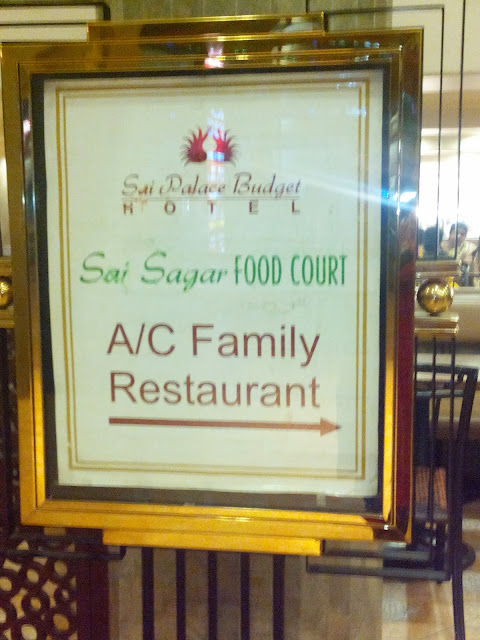 Sai Palace Budget
HOTEL
Sai Sagar FOOD COURT
A/C Family
Restaurant